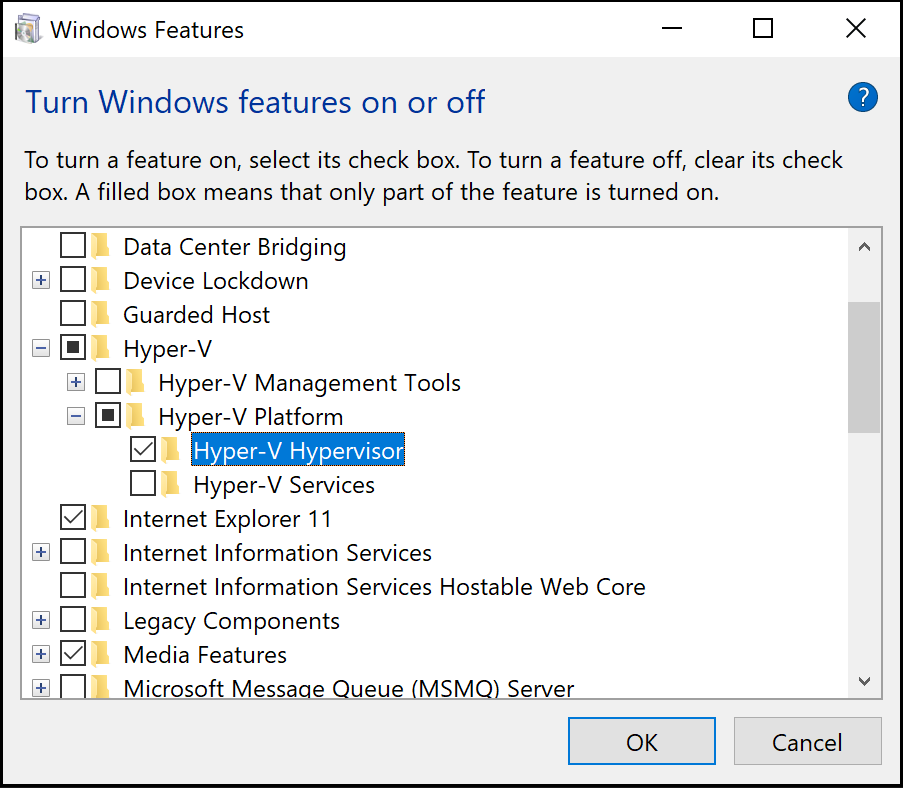 Windows Features
Turn Windows features on or off
?
To turn a feature on, select its check box. To turn a feature off, clear its check
box. A filled box means that only part of the feature is turned on.
Data Center Bridging
Device Lockdown
Guarded Host
Hyper-V
Hyper-V Management Tools
Hyper-V Platform
Hyper-V Hypervisor
Hyper-V Services
Internet Explorer 11
Internet Information Services
Internet Information Services Hostable Web Core
Legacy Components
Media Features
Microsoft Message Queue (MSMQ) Server
OK Cancel